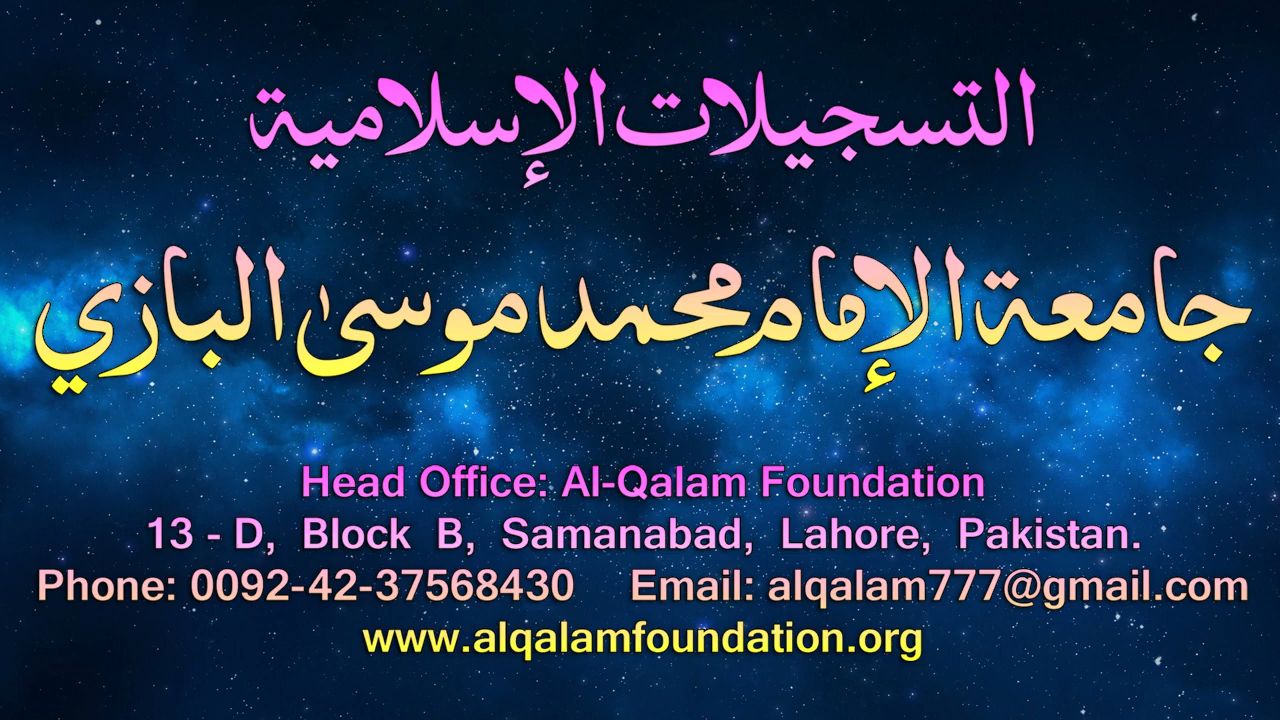 التسجيلات الإسلامية
جامعة الإمام محمد موسىٰ البازي
Head Office: Al-Qalam Foundation
13 - D, Block B, Samanabad, Lahore, Pakistan.
Phone: 0092-42-37568430 Email: alqalam777@gmail.com
www.alqalamfoundation.org